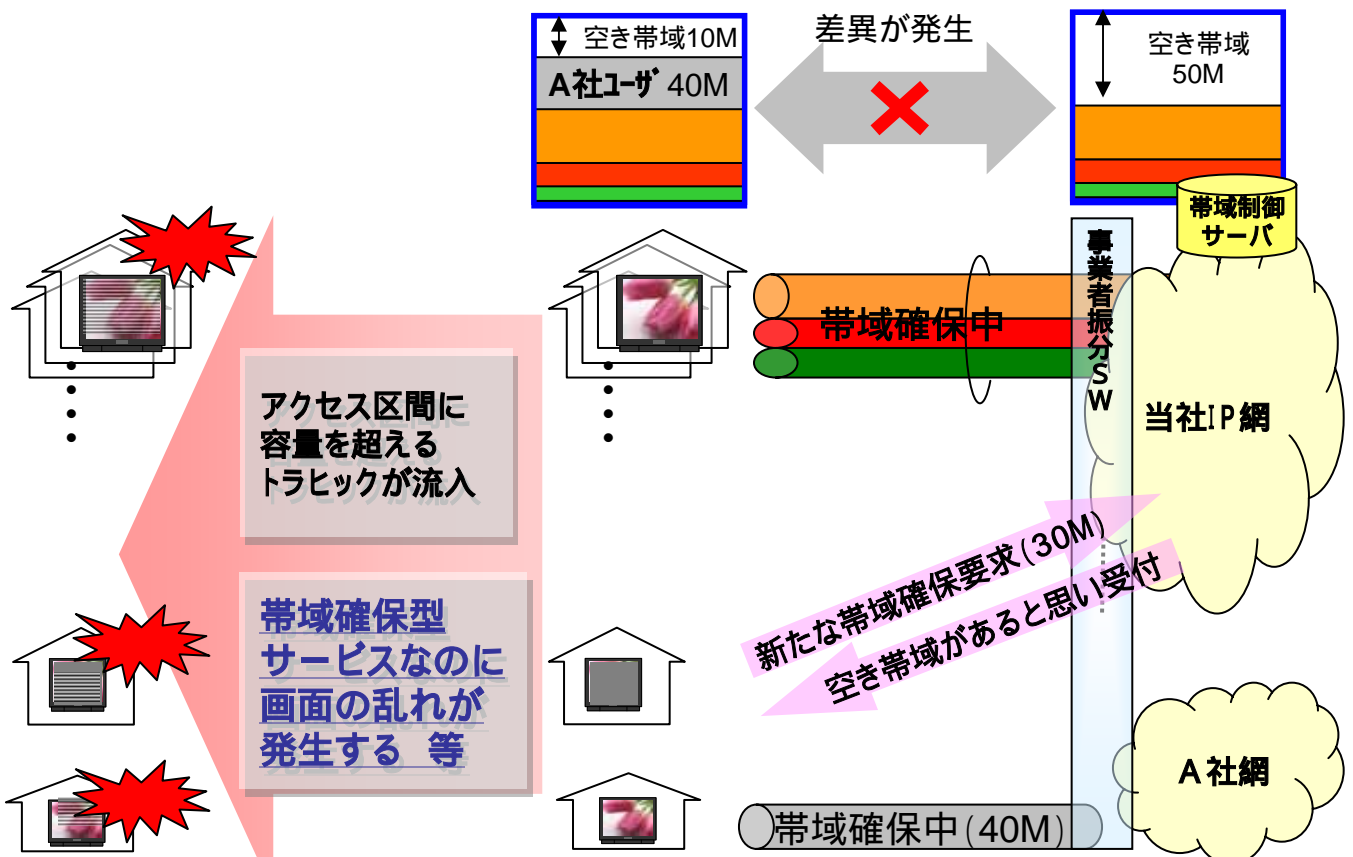 空き帯域10M
A社ﾕｰｻﾞ 40M
差異が発生
空き帯域
50M
帯域制御
サーバ
事業者振分SW
帯域確保中
当社IP網
アクセス区間に
容量を超える
トラヒックが流入
新たな帯域確保要求(30M)
空き帯域があると思い受付
帯域確保型
サービスなのに
画面の乱れが
発生する 等
A社網
帯域確保中(40M)